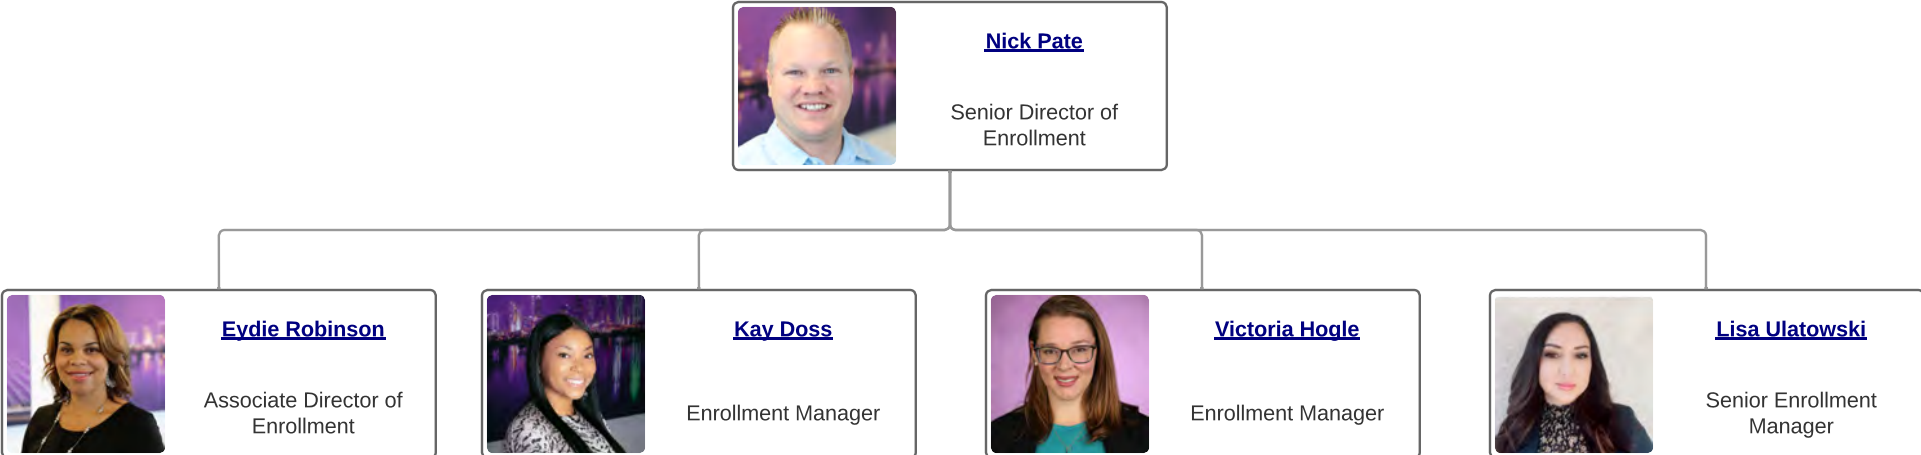 Nick Pate
Senior Director of
Enrollment
Eydie Robinson
Associate Director of
Enrollment
Kay Doss
Enrollment Manager
Victoria Hogle
Enrollment Manager
Lisa Ulatowski
Senior Enrollment
Manager